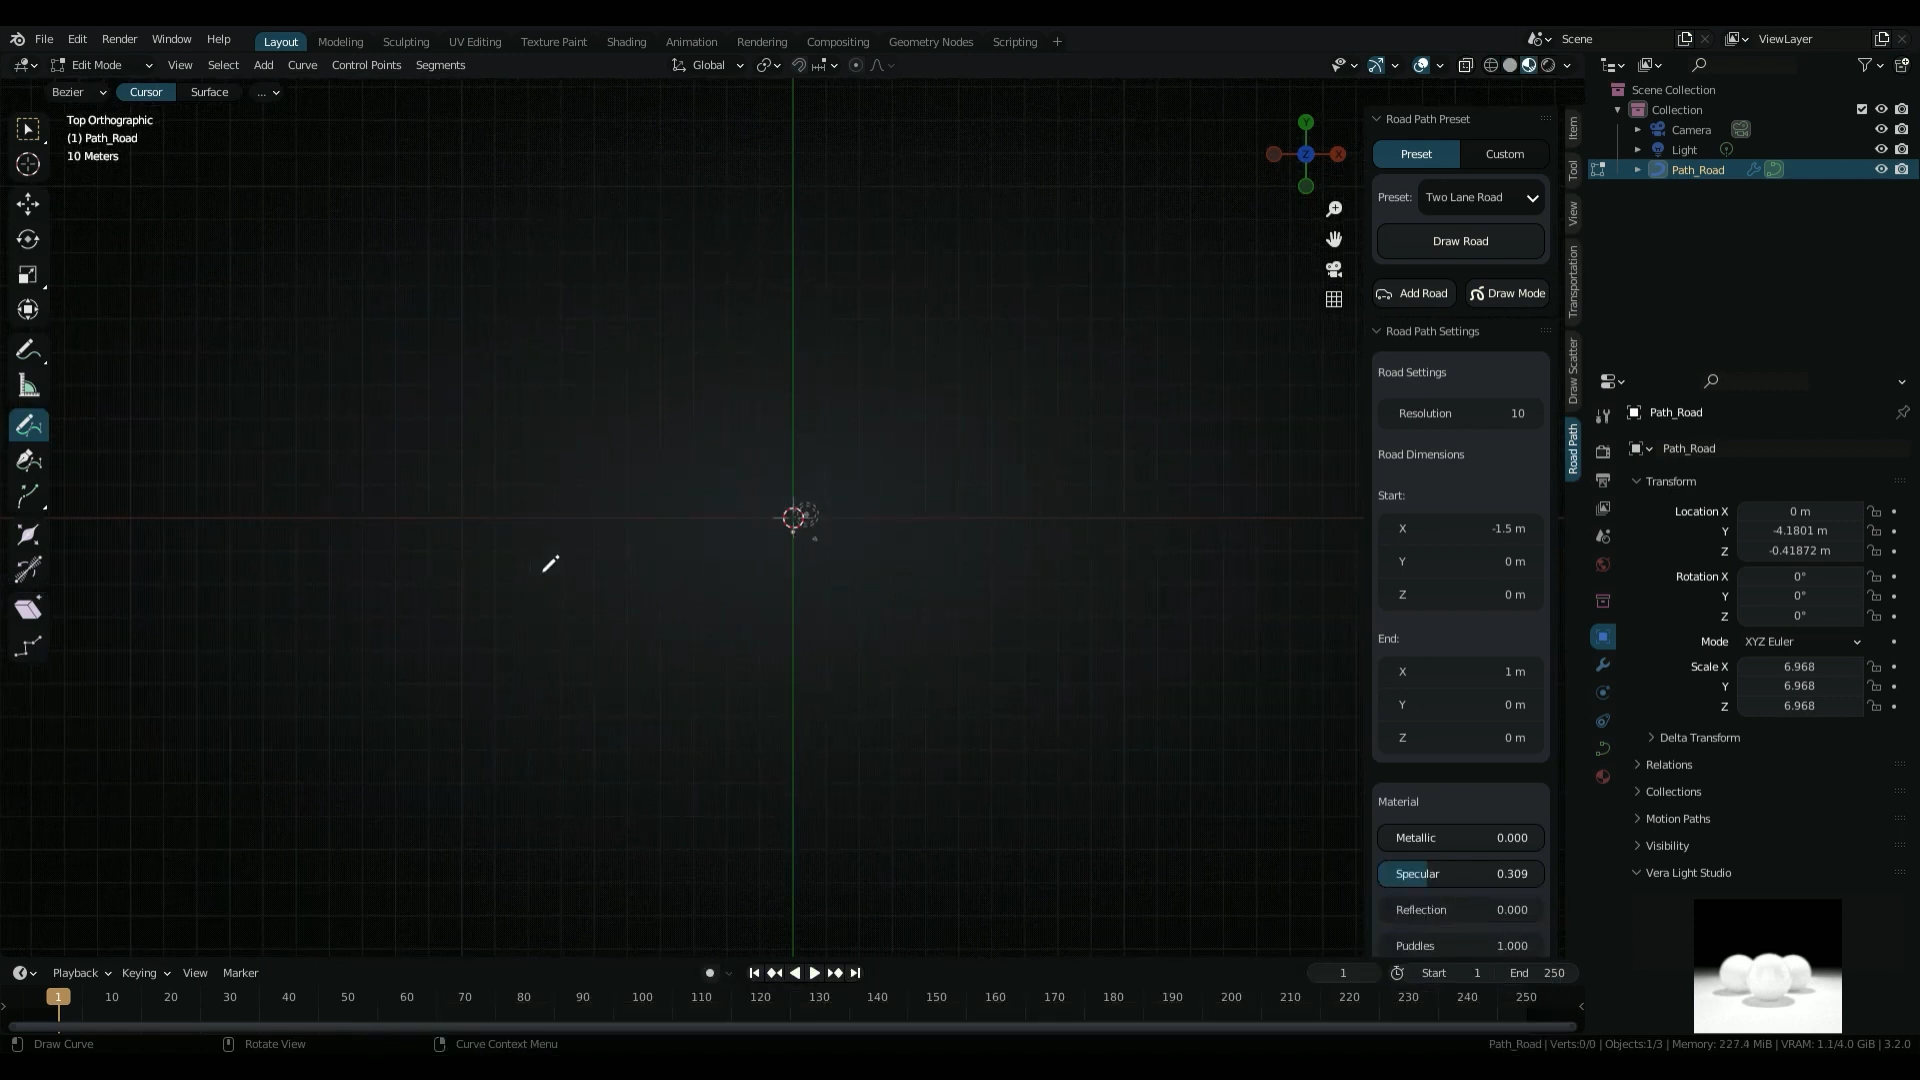 File Edit Render Window Help Layout Modeling Sculpting UV Editing Texture Paint Shading Animation Rendering Compositing Geometry Nodes Scripting + Scene ViewLayer
Edit Mode View Select Add Curve Control Points Segments Global
Bezier Cursor Surface ...
Top Orthographic
(1) Path_Road
10 Meters
Y
Z
X
Road Path Preset
Preset Custom
Preset: Two Lane Road
Draw Road
Add Road Draw Mode
Road Path Settings
Road Settings
Resolution 10
Road Dimensions
Start:
X -1.5 m
Y 0 m
Z 0 m
End:
X 1 m
Y 0 m
Z 0 m
Material
Metallic 0.000
Specular 0.309
Reflection 0.000
Puddles 1.000
Item
Tool
View
Transportation
Draw Scatter
Road Path
Scene Collection
Collection
Camera
Light
Path_Road
Path_Road
Path_Road
Transform
Location X 0 m
Y -4.1801 m
Z -0.41872 m
Rotation X 0°
Y 0°
Z 0°
Mode XYZ Euler
Scale X 6.968
Y 6.968
Z 6.968
Delta Transform
Relations
Collections
Motion Paths
Visibility
Vera Light Studio
Playback Keying View Marker 1 Start 1 End 250
1 10 20 30 40 50 60 70 80 90 100 110 120 130 140 150 160 170 180 190 200 210 220 230 240 250
Draw Curve Rotate View Curve Context Menu Path_Road | Verts:0/0 | Objects:1/3 | Memory: 227.4 MiB | VRAM: 1.1/4.0 GiB | 3.2.0